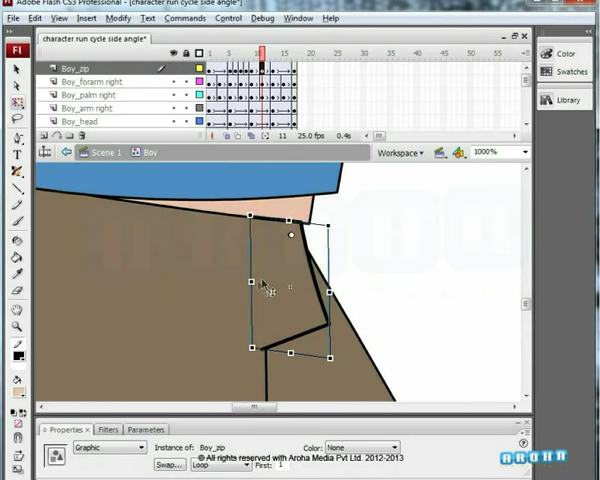 Adobe Flash CS3 Professional - [character run cycle side angle*]
File Edit View Insert Modify Text Commands Control Debug Window Help
character run cycle side angle*
1 5 10 15 20 25 30 35 40 45 50 55
Boy_zip
Boy_forarm right
Boy_palm right
Boy_arm right
Boy_head
11 25.0 fps 0.4s
Scene 1 Boy Workspace 1000%
Color
Swatches
Library
Properties Filters Parameters
Graphic Instance of: Boy_zip Color: None
Swap... Loop First: 1
© All rights reserved with Aroha Media Pvt Ltd. 2012-2013
AROHA